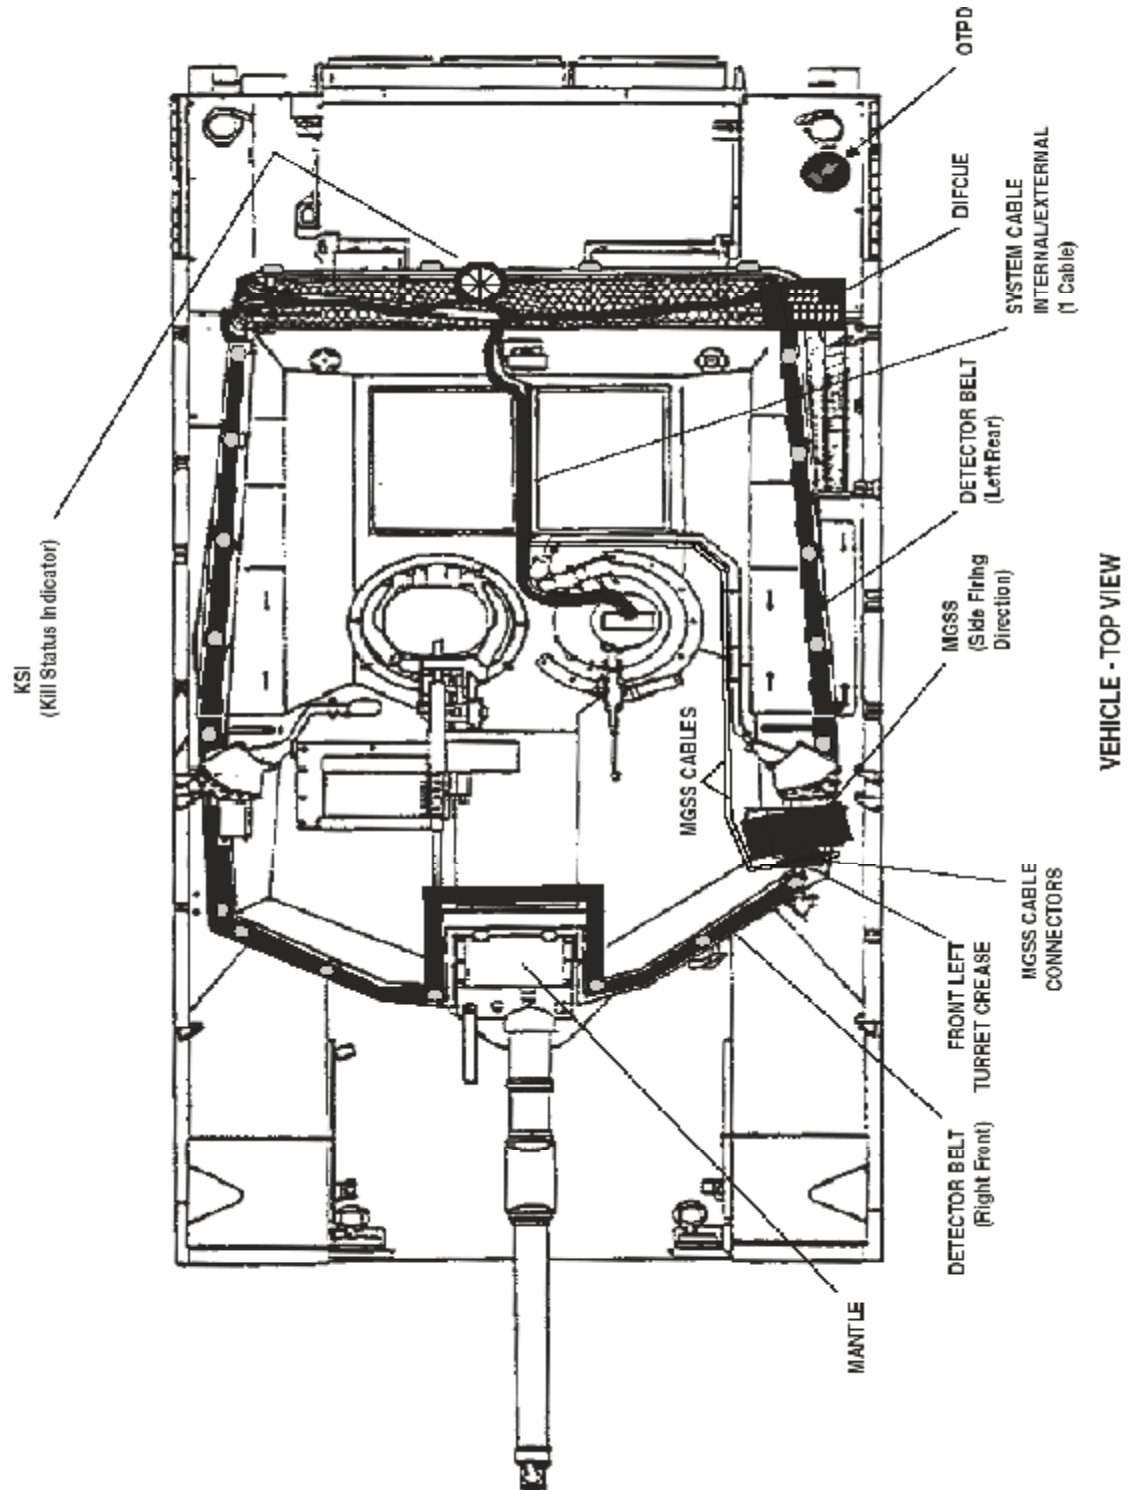 KSI
(Kill Status Indicator)
OTPD
DIFCUE
SYSTEM CABLE
INTERNAL/EXTERNAL
(1 Cable)
DETECTOR BELT
(Left Rear)
MGSS
(Side Firing
Direction)
MGSS CABLES
MGSS CABLE
CONNECTORS
FRONT LEFT
TURRET CREASE
DETECTOR BELT
(Right Front)
MANTLE
VEHICLE - TOP VIEW